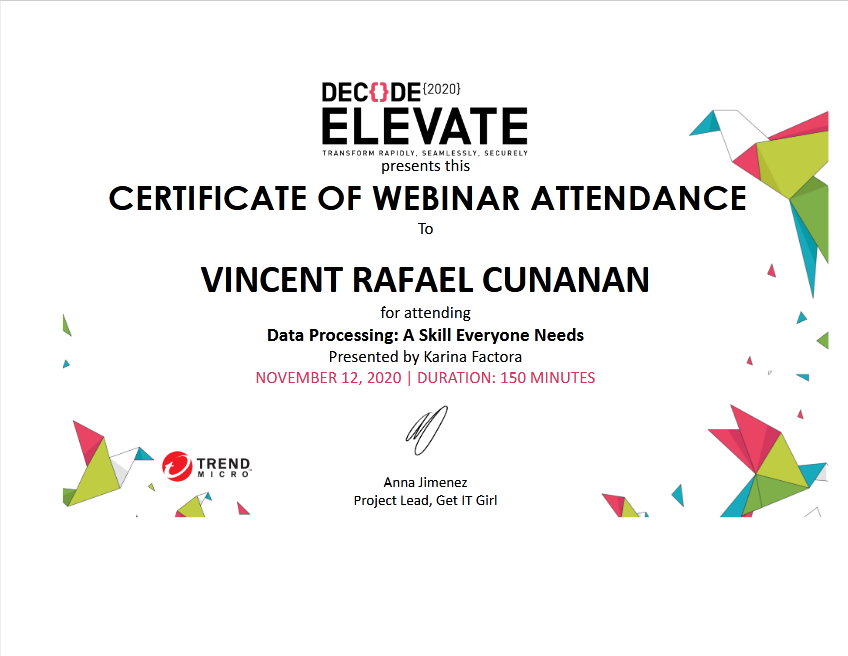 DEC{}DE {2020}
ELEVATE
TRANSFORM RAPIDLY, SEAMLESSLY, SECURELY
presents this
CERTIFICATE OF WEBINAR ATTENDANCE
To
VINCENT RAFAEL CUNANAN
for attending
Data Processing: A Skill Everyone Needs
Presented by Karina Factora
NOVEMBER 12, 2020 | DURATION: 150 MINUTES
TREND
MICRO
Anna Jimenez
Project Lead, Get IT Girl